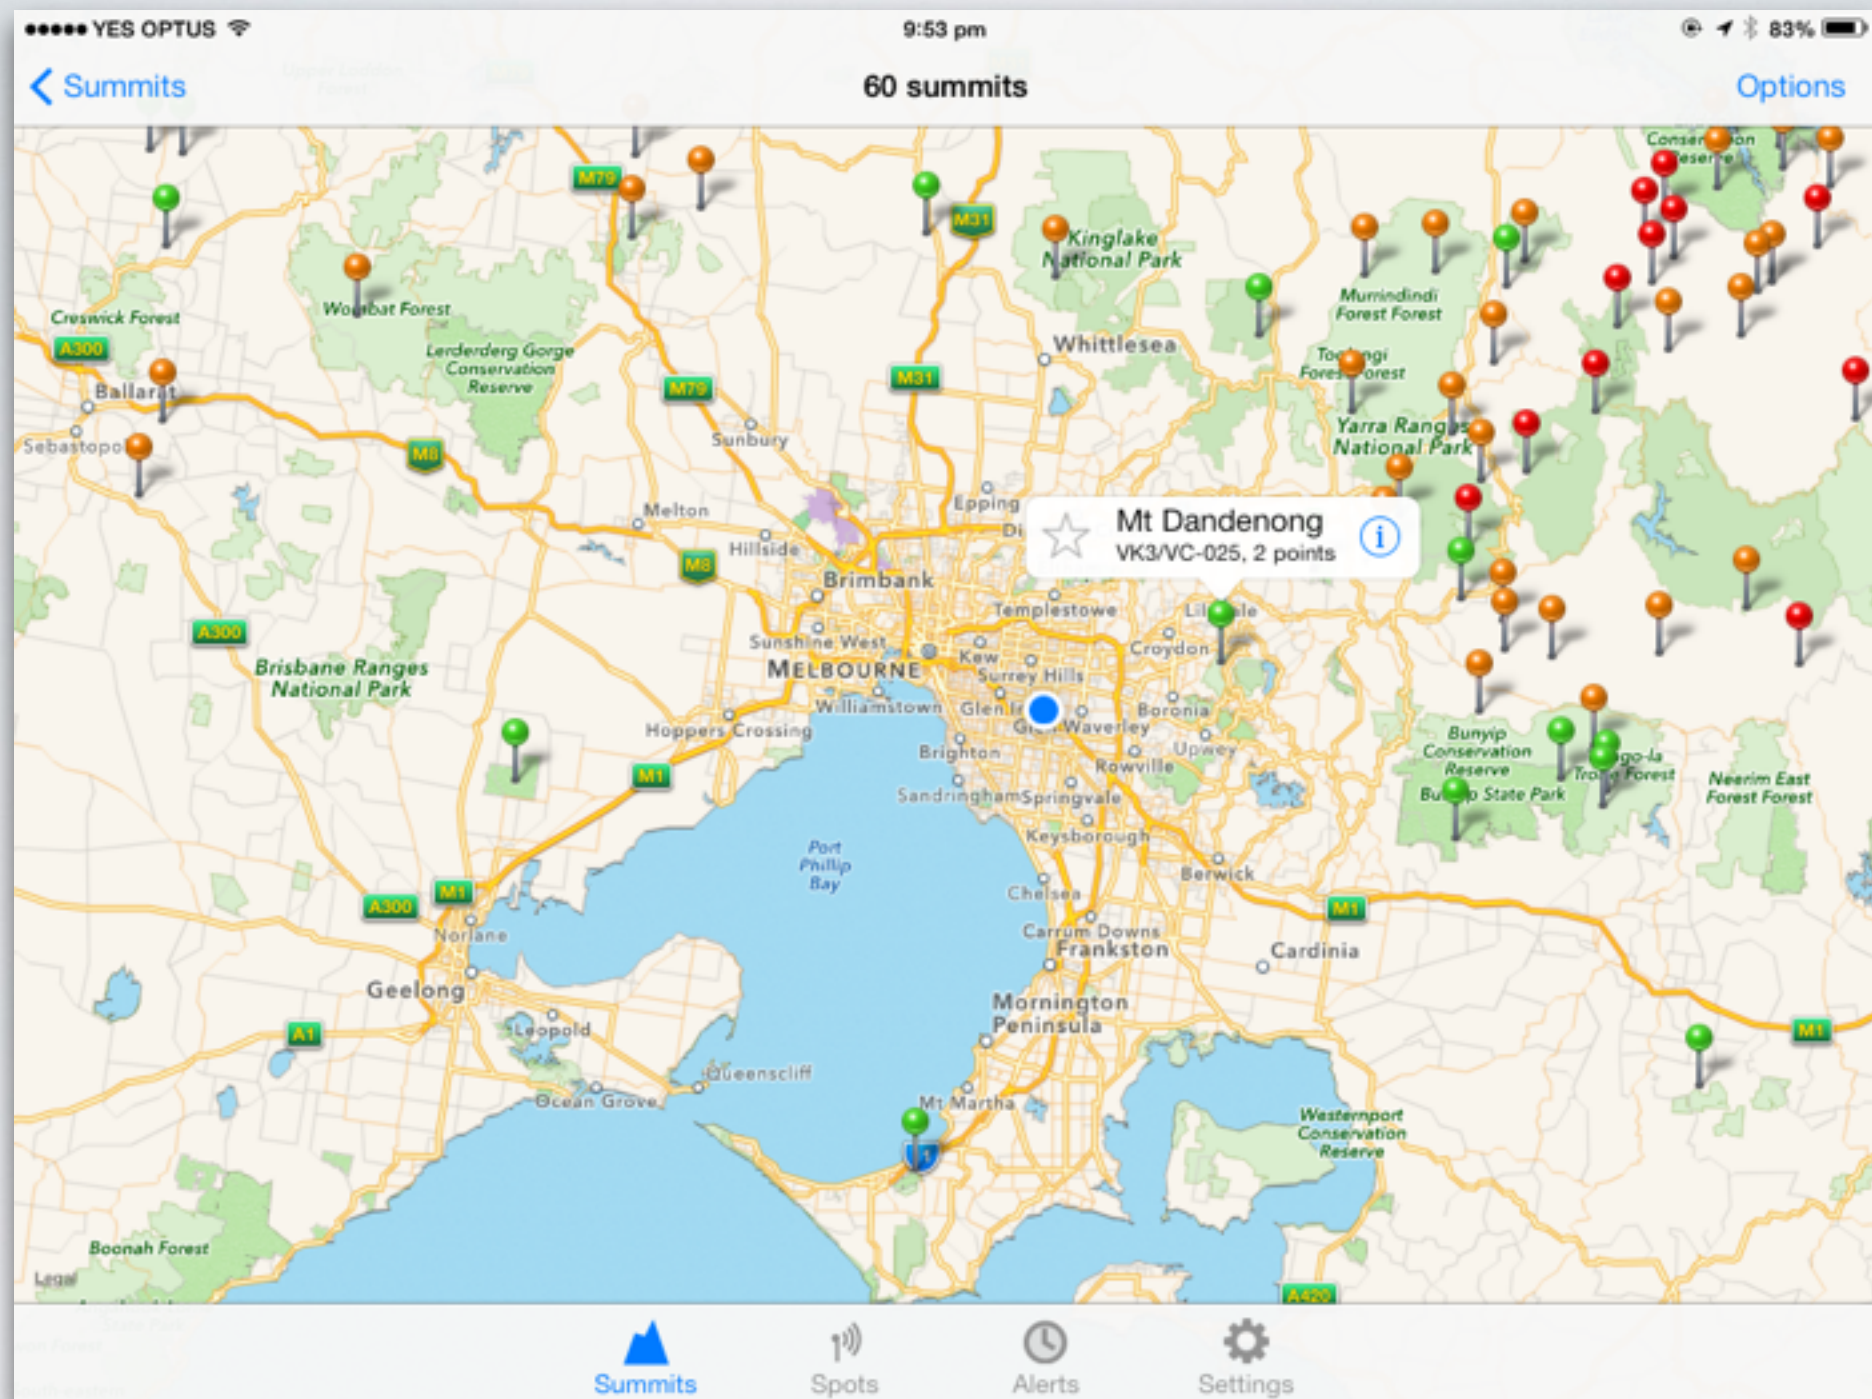 YES OPTUS
9:53 pm
83%
Summits
60 summits
Options
M79
M31
Kinglake
National Park
Creswick Forest
Wombat Forest
Murrindindi
Forest Forest
A300
Lerderderg Gorge
Conservation
Reserve
Whittlesea
M79
M31
Ballarat
Sebastopol
Sunbury
Yarra Ranges
National Park
M8
Epping
Melton
Hillside
Mt Dandenong
VK3/VC-025, 2 points
M8
Brimbank
Templestowe
A300
Sunshine West
Kew
Croydon
MELBOURNE
Surrey Hills
Brisbane Ranges
National Park
Williamstown
Boronia
Hoppers Crossing
Waverley
Brighton
Upwey
Rowville
Bunyip
Conservation
Reserve
M1
Sandringham
Springvale
State Park
Forest
Neerim East
Forest Forest
Keysborough
Port
Phillip
Bay
Berwick
Chelsea
M1
A300
M1
Norlane
Carrum Downs
Frankston
Cardinia
Geelong
Mornington
Peninsula
A1
Leopold
M1
Queenscliff
Ocean Grove
Mt Martha
Westernport
Conservation
Reserve
Boonah Forest
Legal
A420
Summits
Spots
Alerts
Settings